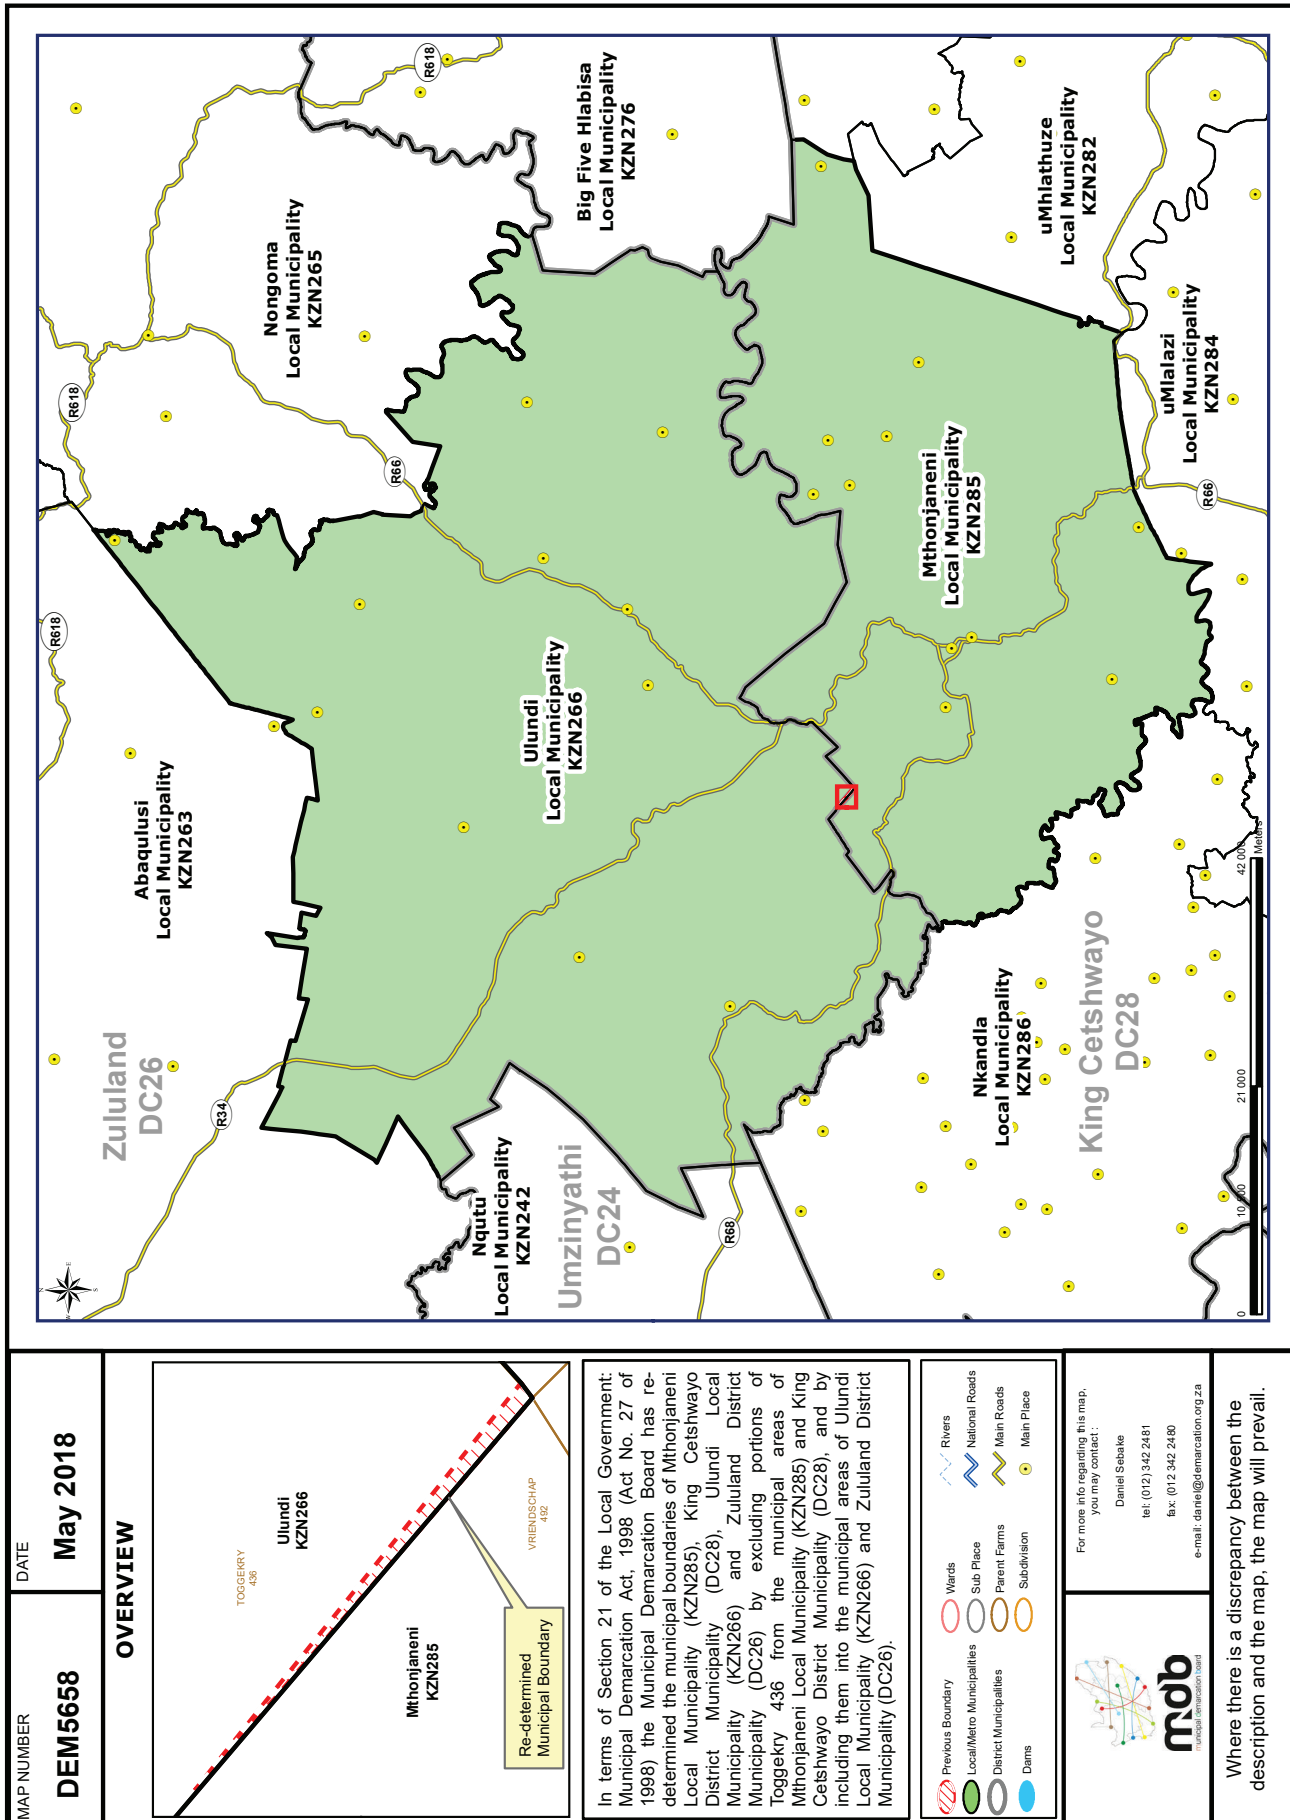 MAP NUMBER
DEM5658
DATE
May 2018
OVERVIEW
TOGGEKRY
436
Ulundi
KZN266
Mthonjaneni
KZN285
VRIENDSCHAP
492
Re-determined
Municipal Boundary
In terms of Section 21 of the Local Government:
Municipal Demarcation Act, 1998 (Act No. 27 of
1998) the Municipal Demarcation Board has re-
determined the municipal boundaries of Mthonjaneni
Local Municipality (KZN285), King Cetshwayo
District Municipality (DC28), Ulundi Local
Municipality (KZN266) and Zululand District
Municipality (DC26) by excluding portions of
Toggekry 436 from the municipal areas of
Mthonjaneni Local Municipality (KZN285) and King
Cetshwayo District Municipality (DC28), and by
including them into the municipal areas of Ulundi
Local Municipality (KZN266) and Zululand District
Municipality (DC26).
Previous Boundary
Wards
Rivers
Local/Metro Municipalities
Sub Place
National Roads
District Municipalities
Parent Farms
Main Roads
Dams
Subdivision
Main Place
mdb
municipal demarcation board
For more info regarding this map,
you may contact :
Daniel Sebake
tel: (012) 342 2481
fax: (012 342 2480
e-mail: daniel@demarcation.org.za
Where there is a discrepancy between the
description and the map, the map will prevail.
N
E
S
W
Zululand
DC26
R34
Abaqulusi
Local Municipality
KZN263
R618
R618
Nongoma
Local Municipality
KZN265
R618
R66
Nqutu
Local Municipality
KZN242
Umzinyathi
DC24
R68
Ulundi
Local Municipality
KZN266
Big Five Hlabisa
Local Municipality
KZN276
Nkandla
Local Municipality
KZN286
King Cetshwayo
DC28
Mthonjaneni
Local Municipality
KZN285
uMhlathuze
Local Municipality
KZN282
uMlalazi
Local Municipality
KZN284
R66
0
10 500
21 000
42 000
Meters